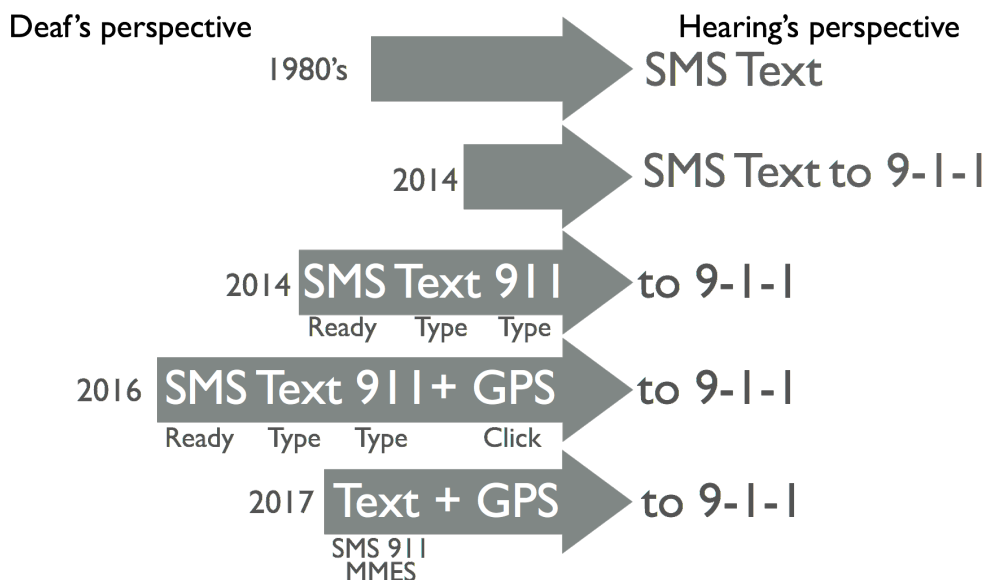 Deaf's perspective
Hearing's perspective
1980's
SMS Text
2014
SMS Text to 9-1-1
2014 SMS Text 911 to 9-1-1
Ready Type Type
2016 SMS Text 911+ GPS to 9-1-1
Ready Type Type Click
2017 Text + GPS to 9-1-1
SMS 911
MMES